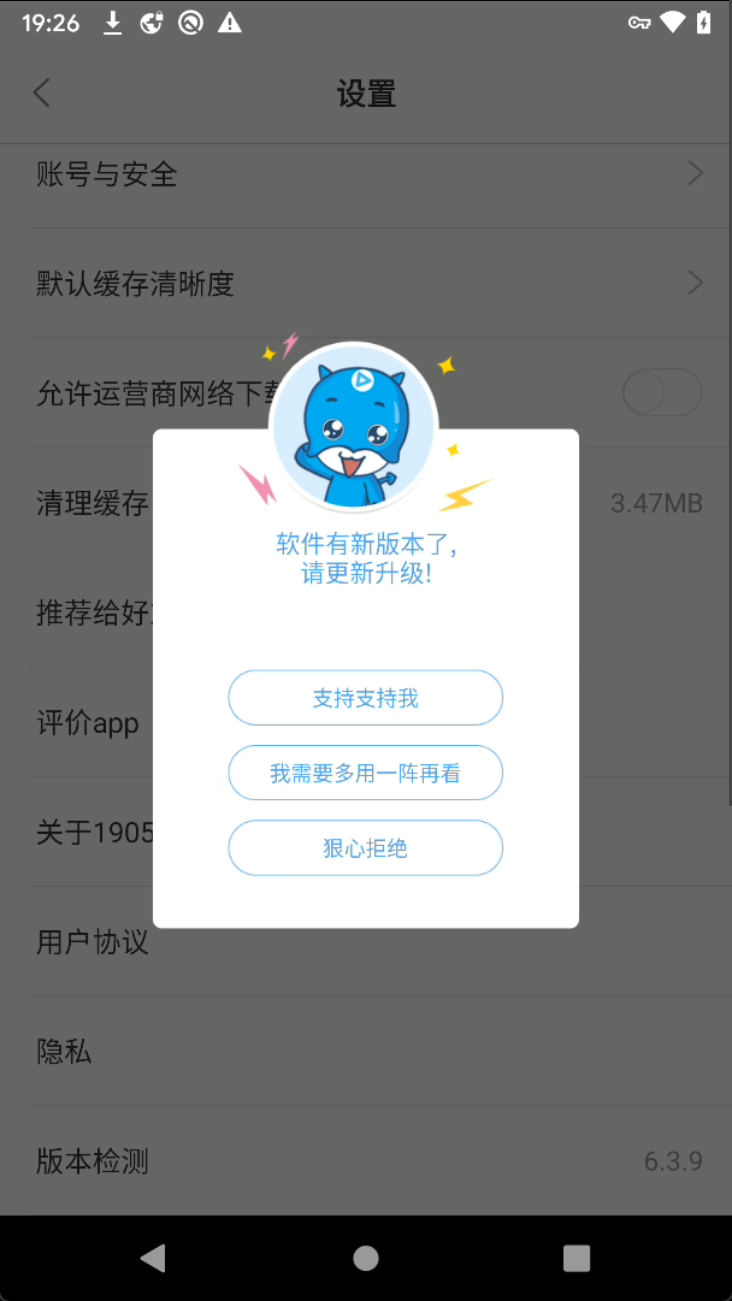 19:26
设置
账号与安全
默认缓存清晰度
允许运营商网络下载
清理缓存
3.47MB
软件有新版本了,
请更新升级!
推荐给好
支持支持我
评价app
我需要多用一阵再看
关于1905
狠心拒绝
用户协议
隐私
版本检测
6.3.9